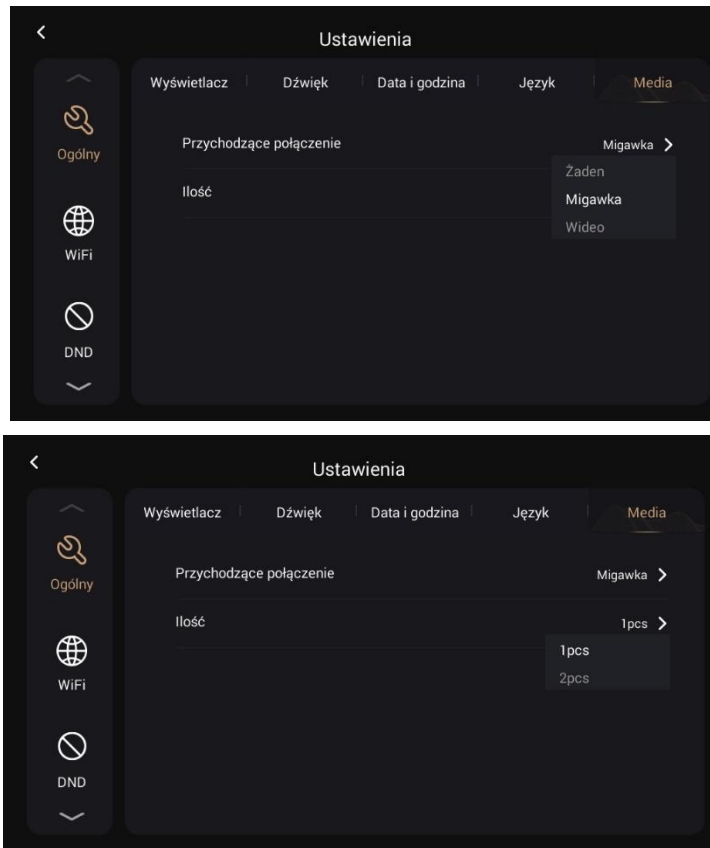 Ustawienia
Wyświetlacz Dźwięk Data i godzina Język Media
Ogólny
WiFi
DND
Przychodzące połączenie Migawka
Żaden
Migawka
Wideo
Ilość
Ustawienia
Wyświetlacz Dźwięk Data i godzina Język Media
Ogólny
WiFi
DND
Przychodzące połączenie Migawka
Ilość 1pcs
1pcs
2pcs